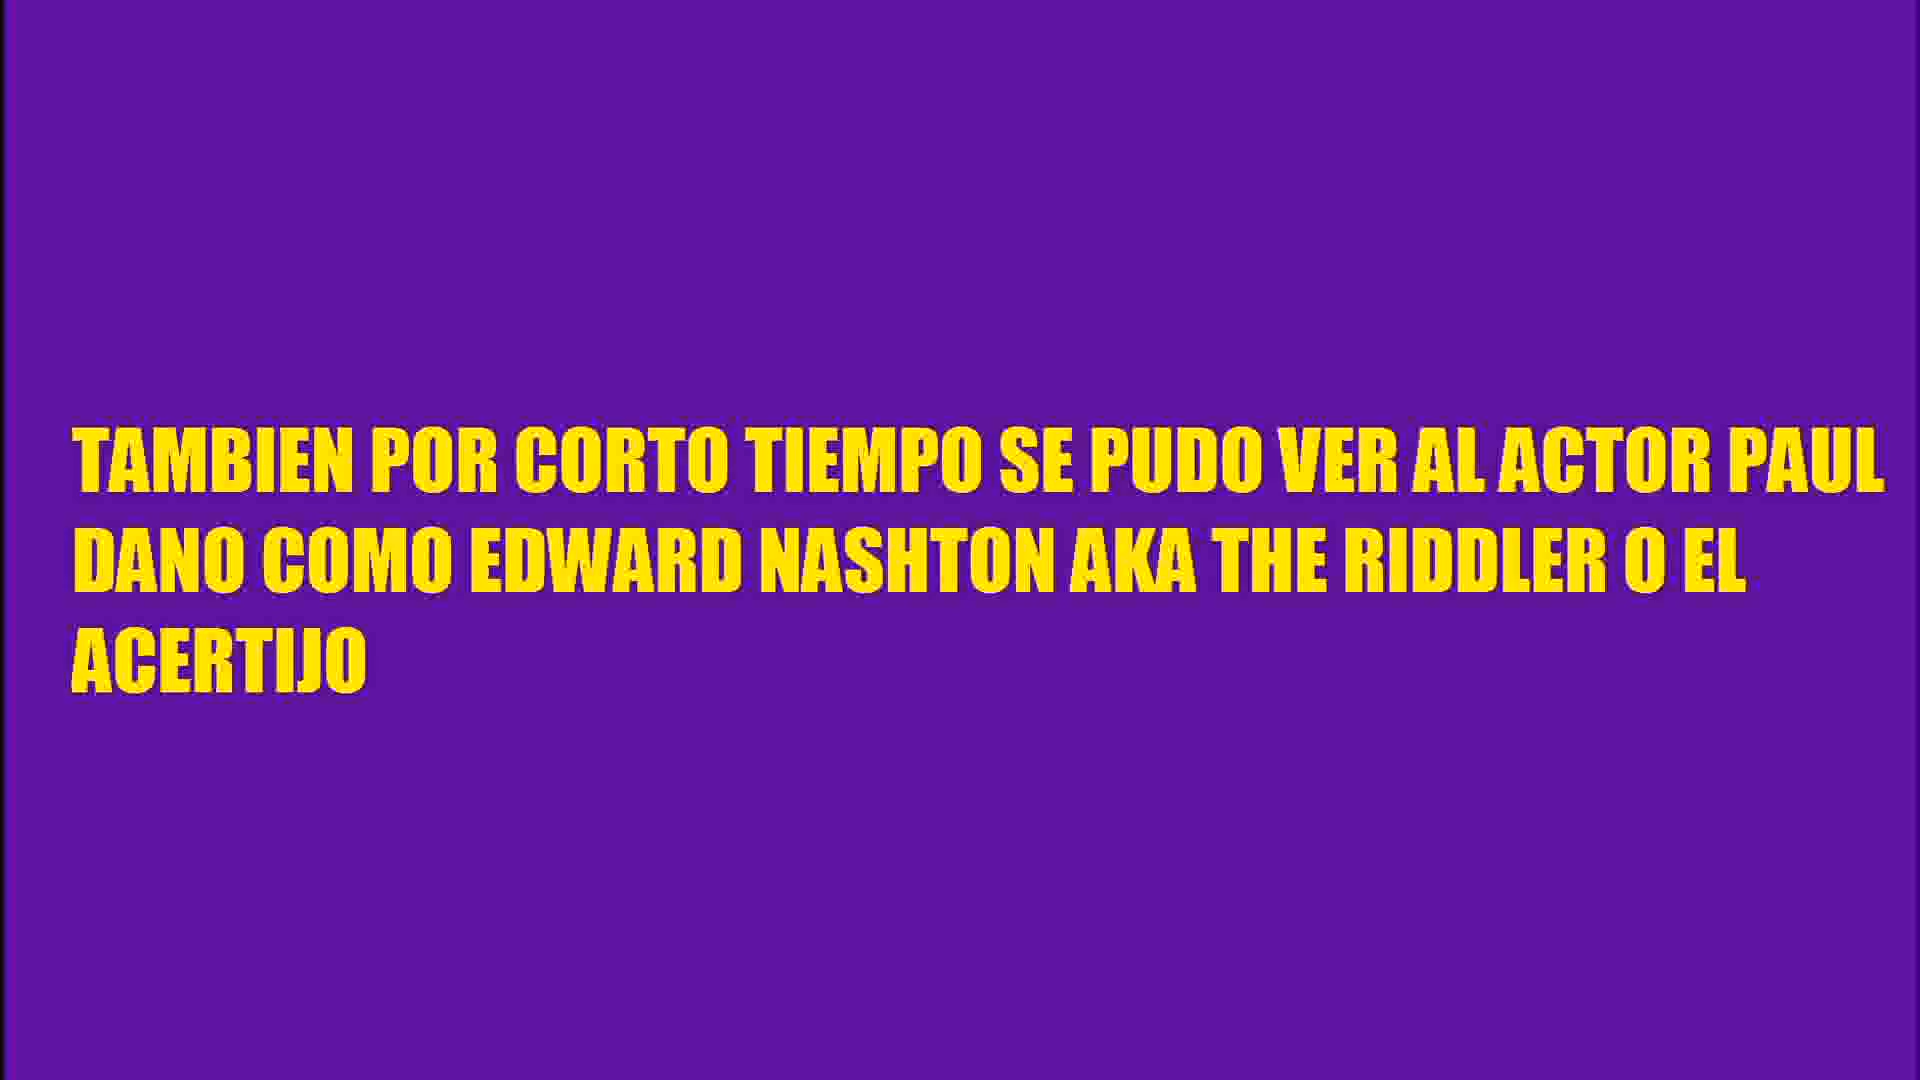 TAMBIEN POR CORTO TIEMPO SE PUDO VER AL ACTOR PAUL
DANO COMO EDWARD NASHTON AKA THE RIDDLER O EL
ACERTIJO